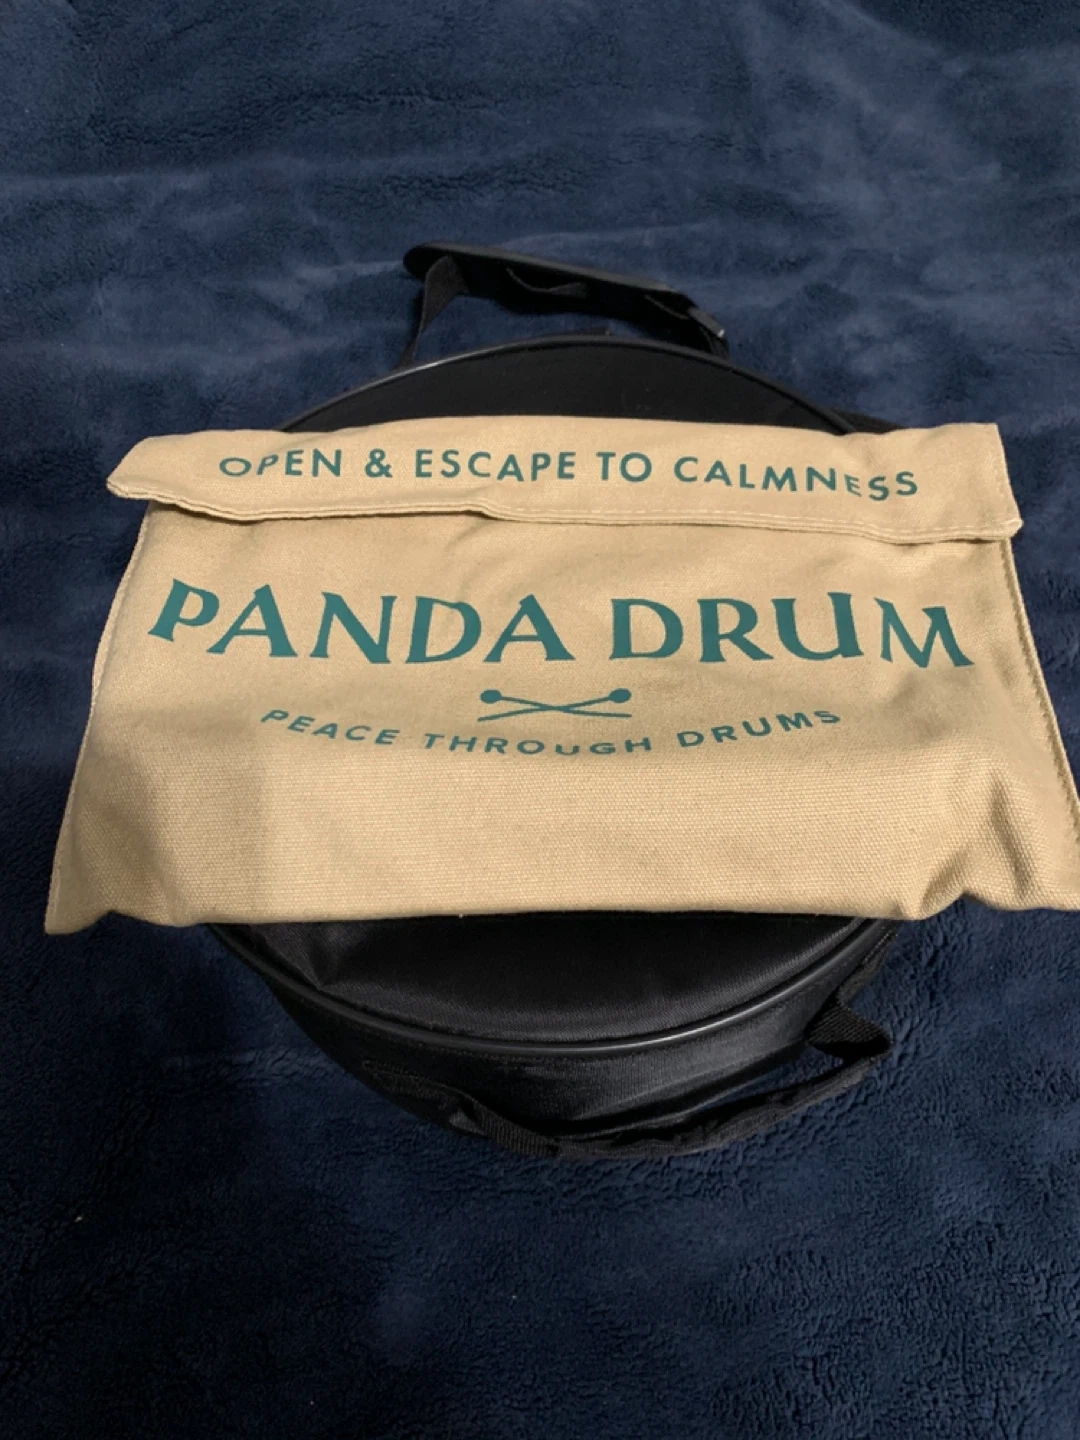 OPEN & ESCAPE TO CALMNESS
PANDA DRUM
PEACE THROUGH DRUMS